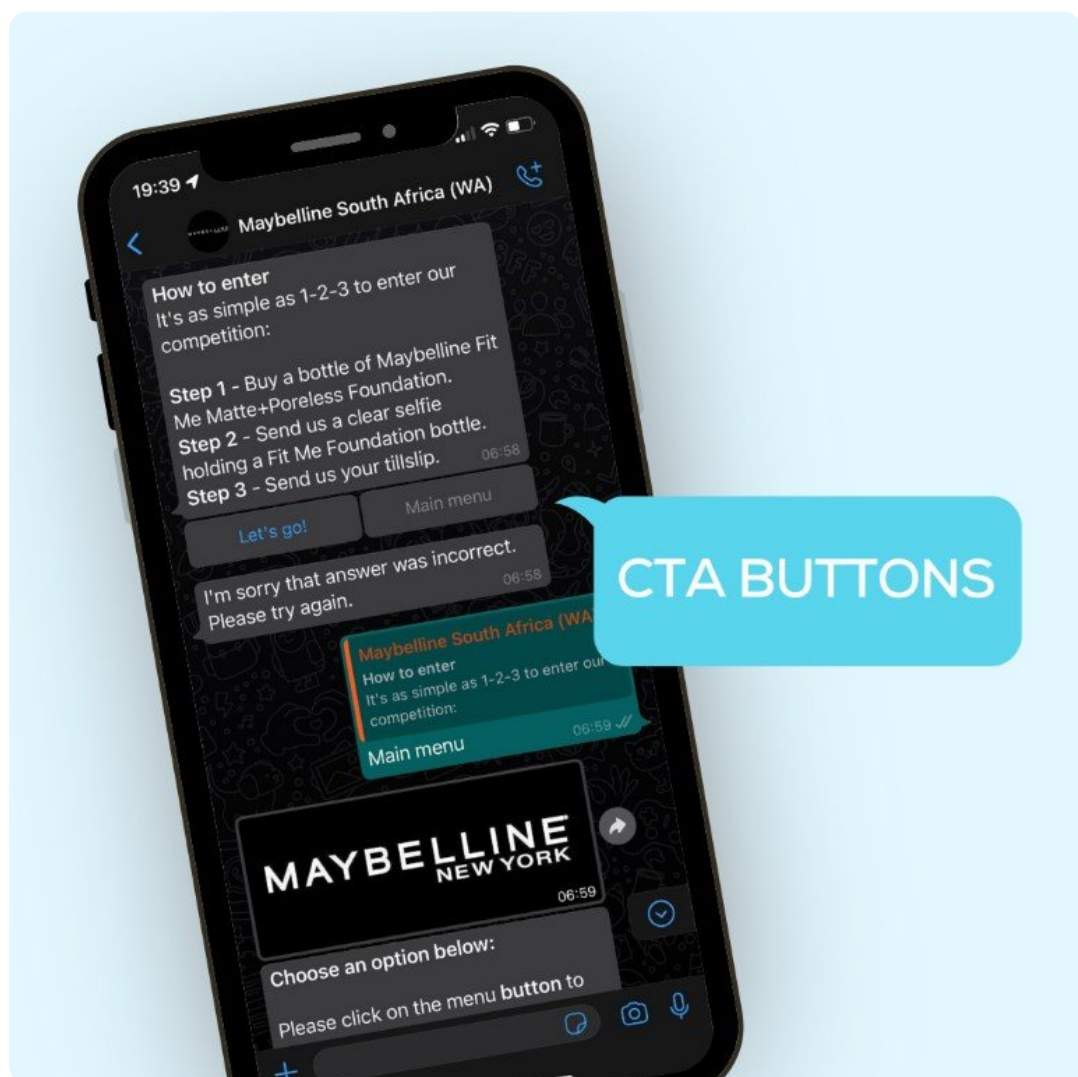 19:39
Maybelline South Africa (WA)
How to enter
It's as simple as 1-2-3 to enter our
competition:
Step 1 - Buy a bottle of Maybelline Fit
Me Matte+Poreless Foundation.
Step 2 - Send us a clear selfie
holding a Fit Me Foundation bottle.
Step 3 - Send us your tillslip.
06:58
Let's go!
Main menu
I'm sorry that answer was incorrect.
Please try again.
06:58
CTA BUTTONS
Maybelline South Africa (WA
How to enter
It's as simple as 1-2-3 to enter our
competition:
Main menu
06:59
MAYBELLINE
NEW YORK
06:59
Choose an option below:
Please click on the menu button to